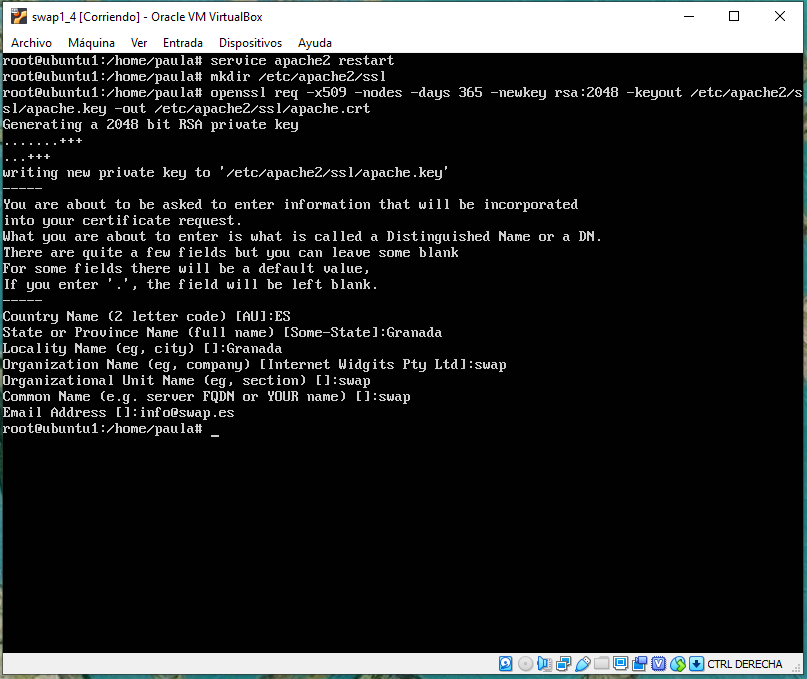 swap1_4 [Corriendo] - Oracle VM VirtualBox
Archivo Máquina Ver Entrada Dispositivos Ayuda
root@ubuntu1:/home/paula# service apache2 restart
root@ubuntu1:/home/paula# mkdir /etc/apache2/ssl
root@ubuntu1:/home/paula# openssl req -x509 -nodes -days 365 -newkey rsa:2048 -keyout /etc/apache2/s
sl/apache.key -out /etc/apache2/ssl/apache.crt
Generating a 2048 bit RSA private key
.......+++
...+++
writing new private key to '/etc/apache2/ssl/apache.key'
-----
You are about to be asked to enter information that will be incorporated
into your certificate request.
What you are about to enter is what is called a Distinguished Name or a DN.
There are quite a few fields but you can leave some blank
For some fields there will be a default value,
If you enter '.', the field will be left blank.
-----
Country Name (2 letter code) [AU]:ES
State or Province Name (full name) [Some-State]:Granada
Locality Name (eg, city) []:Granada
Organization Name (eg, company) [Internet Widgits Pty Ltd]:swap
Organizational Unit Name (eg, section) []:swap
Common Name (e.g. server FQDN or YOUR name) []:swap
Email Address []:info@swap.es
root@ubuntu1:/home/paula# _
CTRL DERECHA